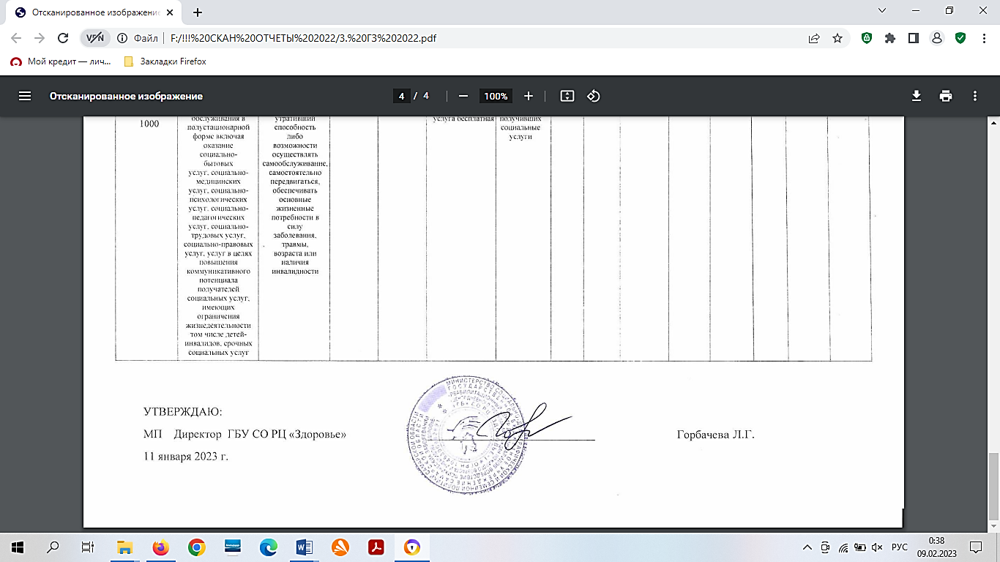 Отсканированное изображение
Файл
F:/!!!%20СКАН%20ОТЧЕТЫ%202022/3.%20ГЗ%202022.pdf
Мой кредит — лич...
Закладки Firefox
Отсканированное изображение
4 / 4
100%
1000
обслуживания в
полустационарной
форме включая
оказание
социально-
бытовых
услуг, социально-
медицинских
услуг, социально-
психологических
услуг, социально-
педагогических
услуг, социально-
трудовых услуг,
социально-правовых
услуг, услуг в целях
повышения
коммуникативного
потенциала
получателей
социальных услуг,
имеющих
ограничения
жизнедеятельности
том числе детей-
инвалидов, срочных
социальных услуг
утративший
способность
либо
возможности
осуществлять
самообслуживание,
самостоятельно
передвигаться,
обеспечивать
основные
жизненные
потребности в
силу
заболевания,
травмы,
возраста или
наличия
инвалидности
услуга бесплатная
получивших
социальные
услуги
УТВЕРЖДАЮ:
МП Директор ГБУ СО РЦ «Здоровье»
Горбачева Л.Г.
11 января 2023 г.
РУС
0:38
09.02.2023